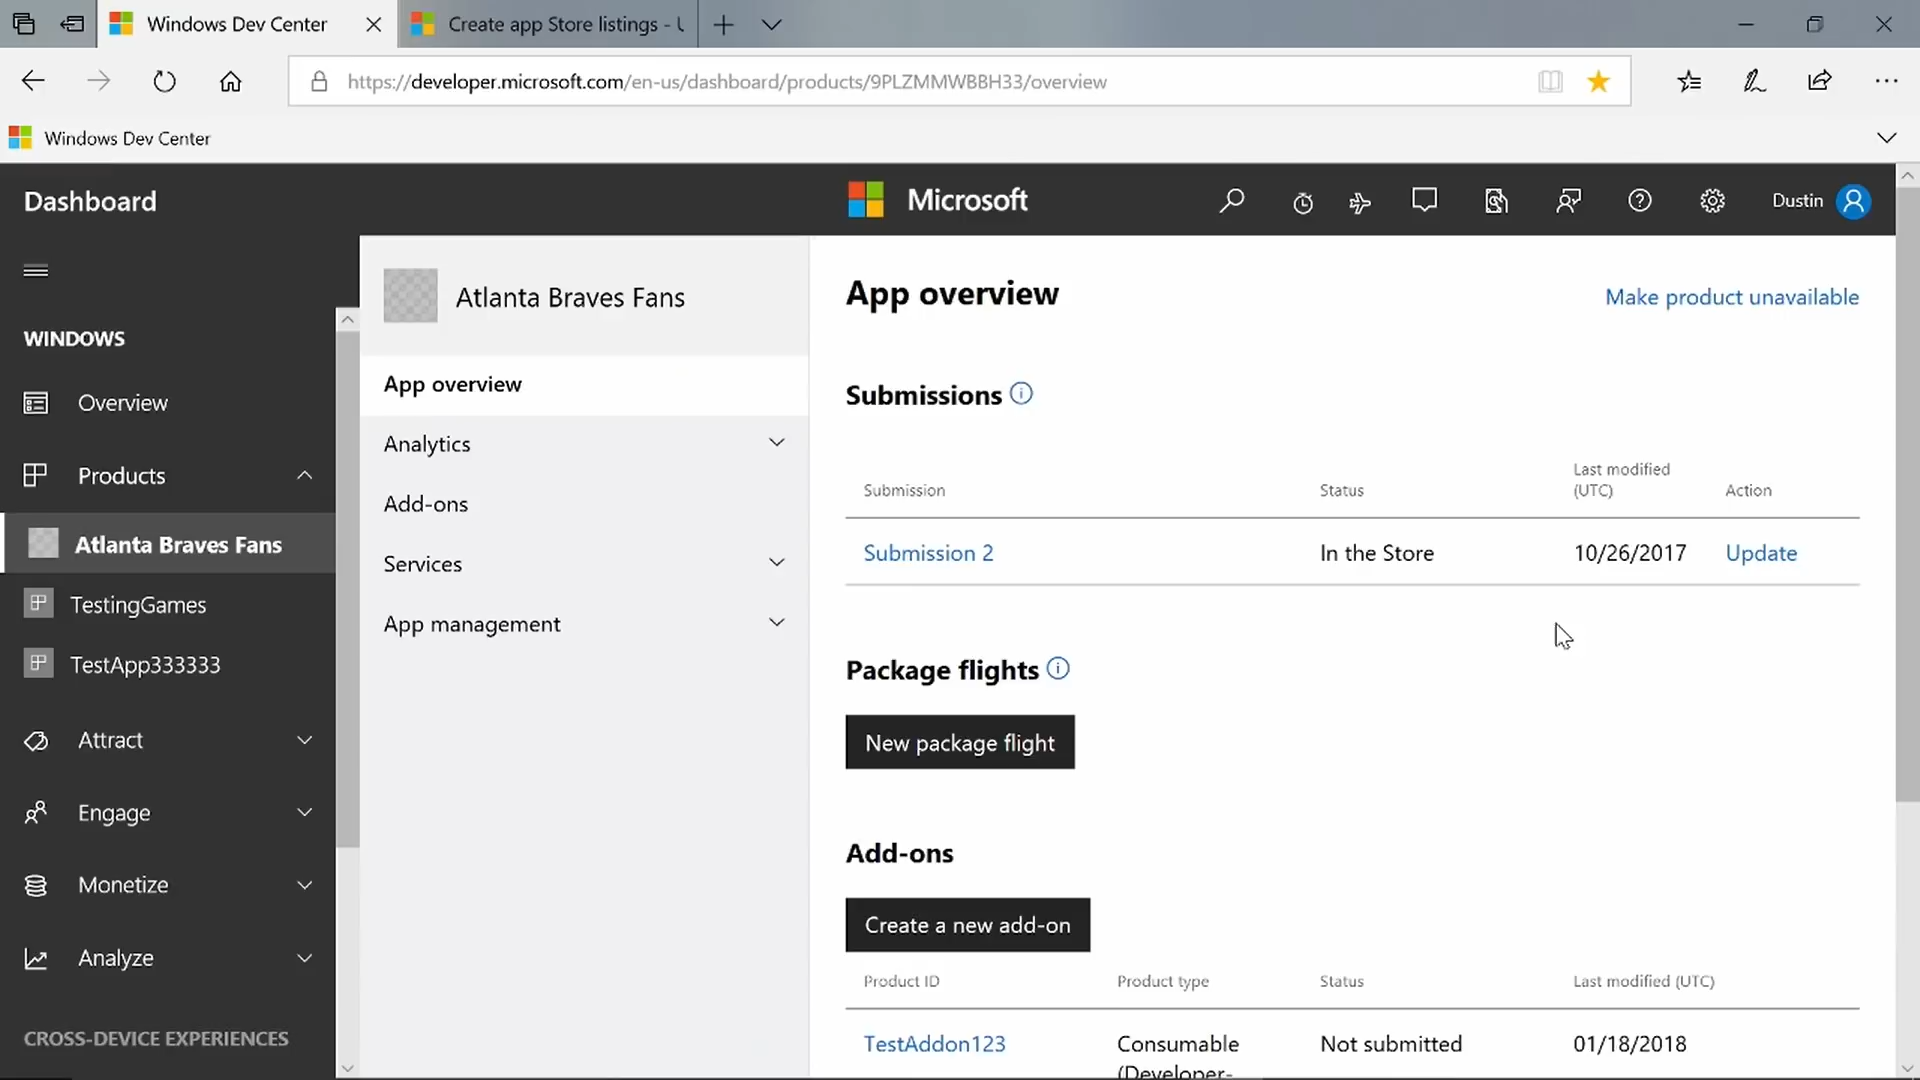 Windows Dev Center
Create app Store listings - U
https://developer.microsoft.com/en-us/dashboard/products/9PLZMMWBBH33/overview
Windows Dev Center
Dashboard
Microsoft
Dustin
WINDOWS
Overview
Products
Atlanta Braves Fans
TestingGames
TestApp333333
Attract
Engage
Monetize
Analyze
CROSS-DEVICE EXPERIENCES
Atlanta Braves Fans
App overview
Analytics
Add-ons
Services
App management
App overview
Make product unavailable
Submissions
Submission Status Last modified (UTC) Action
Submission 2 In the Store 10/26/2017 Update
Package flights
New package flight
Add-ons
Create a new add-on
Product ID Product type Status Last modified (UTC)
TestAddon123 Consumable Not submitted 01/18/2018
(Developer-